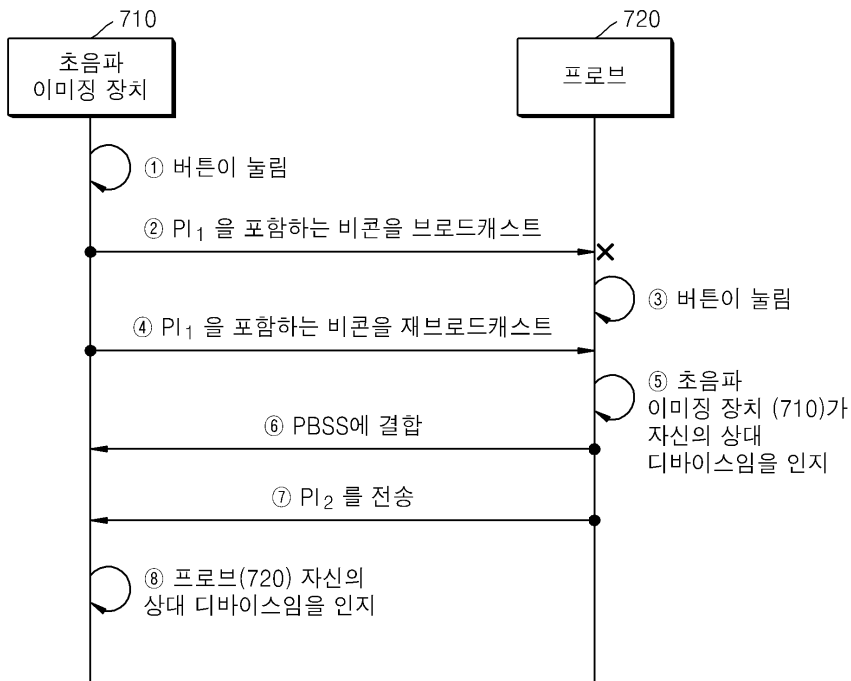 710
720
초음파
이미징 장치
프로브
① 버튼이 눌림
② PI₁ 을 포함하는 비콘을 브로드캐스트
③ 버튼이 눌림
④ PI₁ 을 포함하는 비콘을 재브로드캐스트
⑤ 초음파
이미징 장치 (710)가
자신의 상대
디바이스임을 인지
⑥ PBSS에 결합
⑦ PI₂ 를 전송
⑧ 프로브(720) 자신의
상대 디바이스임을 인지